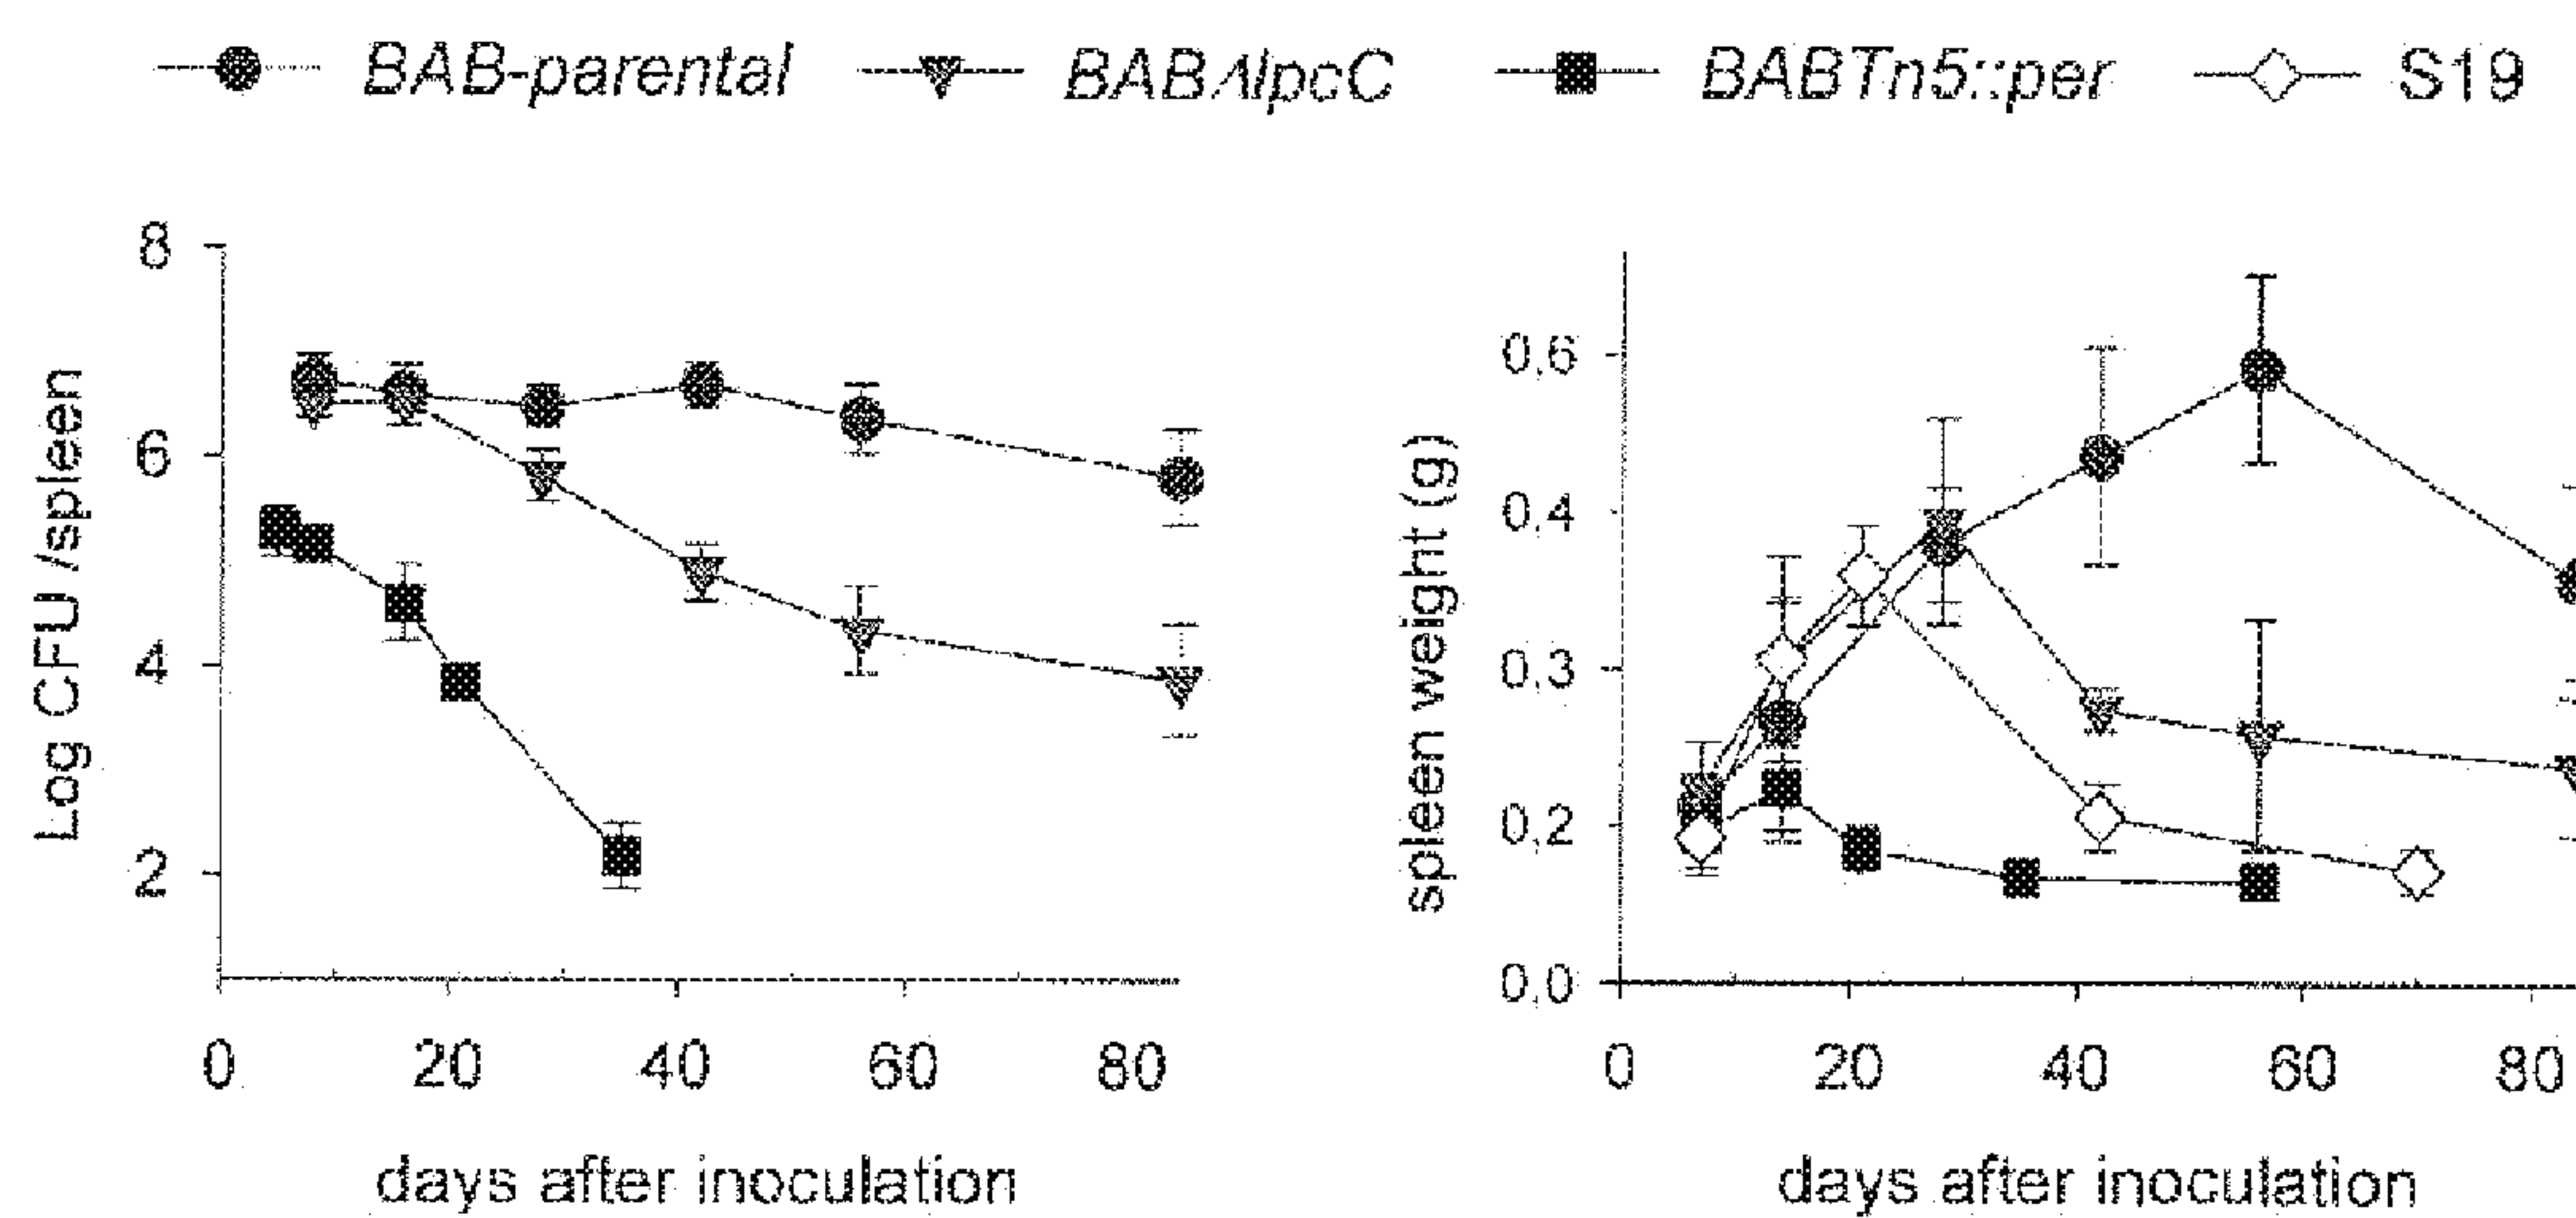 BAB-parental BABΔlpcC BABTn5::per S19
Log CFU /spleen
8
6
4
2
0 20 40 60 80
days after inoculation
spleen weight (g)
0,6
0,4
0,3
0,2
0,0
0 20 40 60 80
days after inoculation